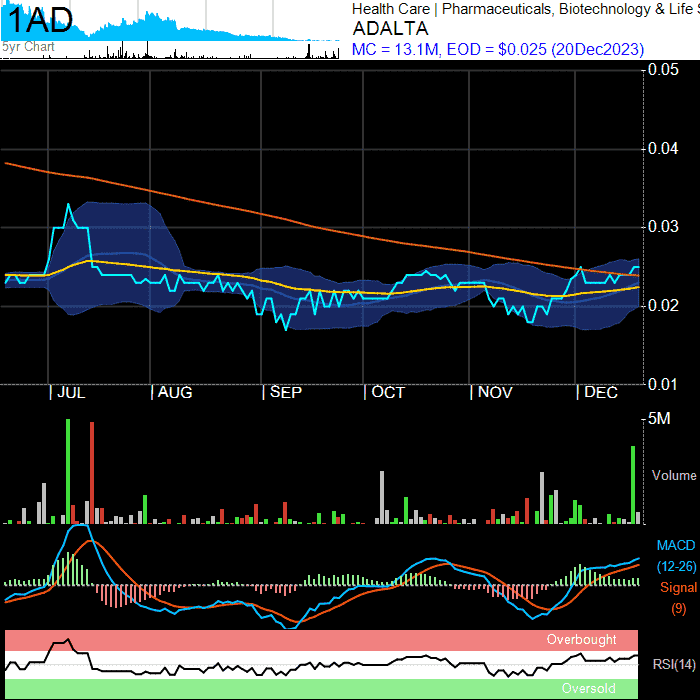 1AD
5yr Chart
Health Care | Pharmaceuticals, Biotechnology & Life
ADALTA
MC = 13.1M, EOD = $0.025 (20Dec2023)
0.05
0.04
0.03
0.02
0.01
| JUL | AUG | SEP | OCT | NOV | DEC
5M
Volume
MACD
(12-26)
Signal
(9)
Overbought
RSI(14)
Oversold